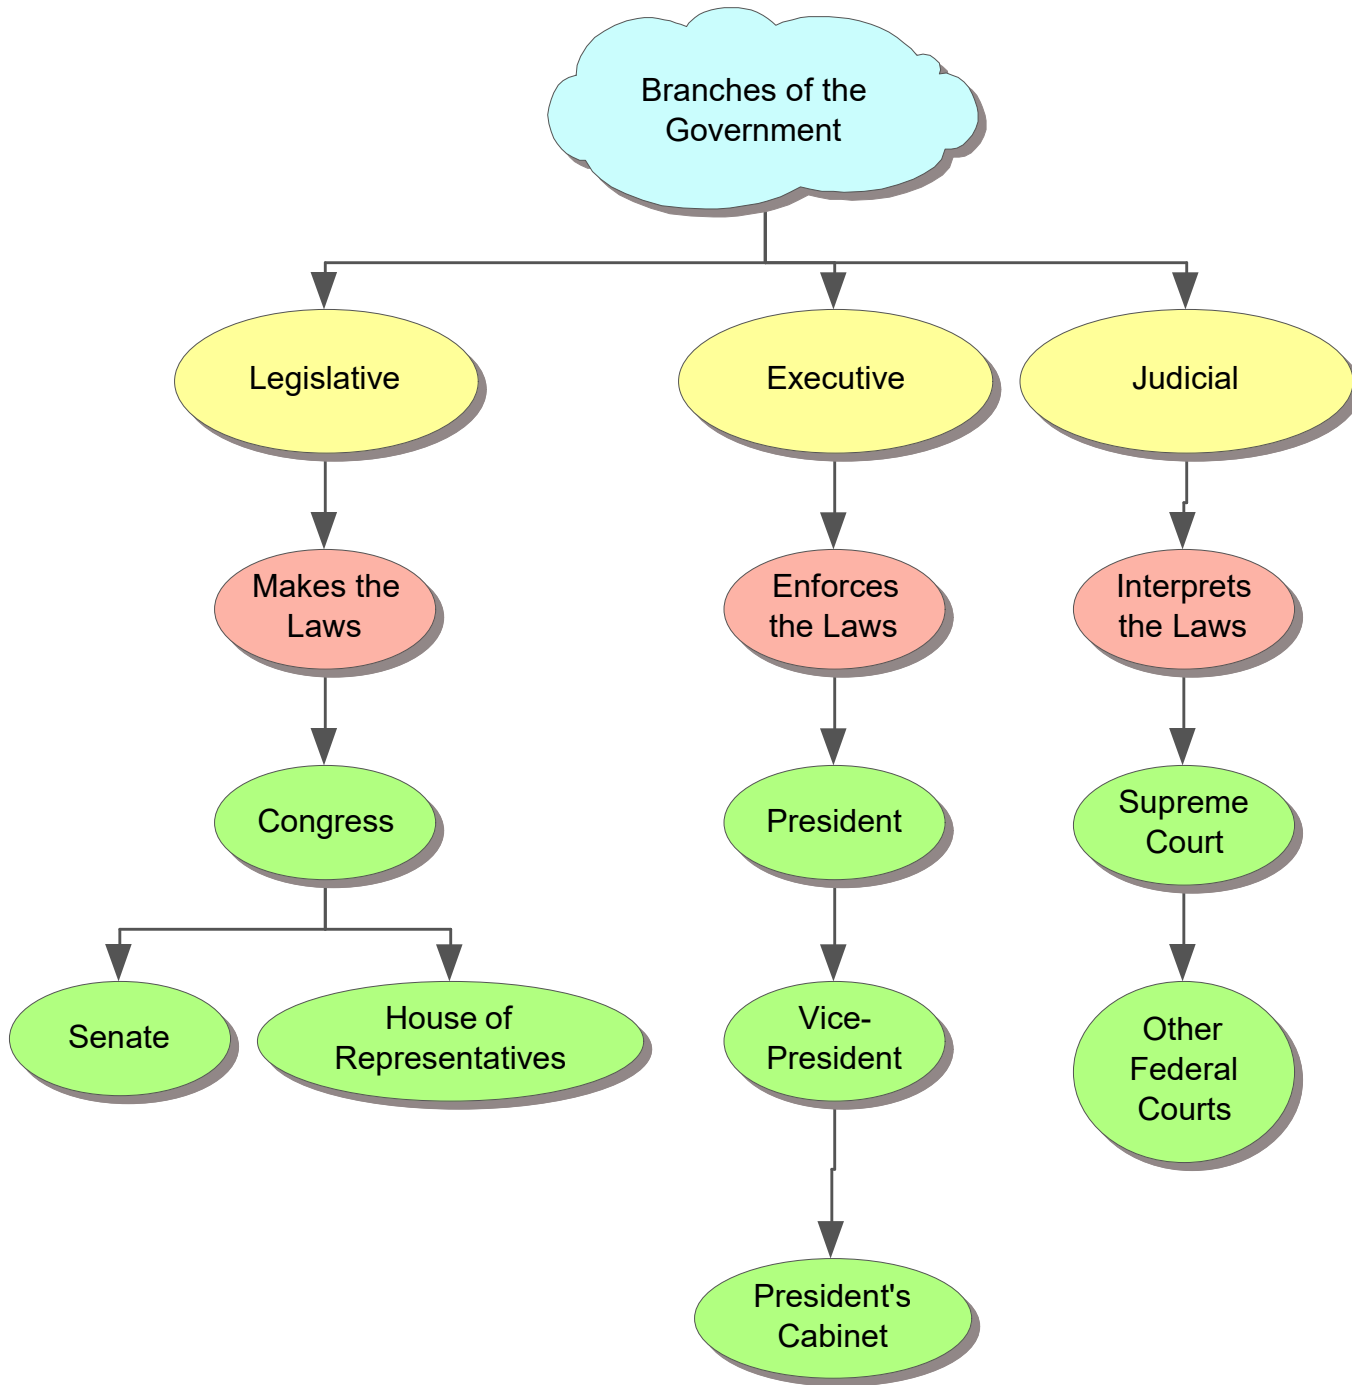 Branches of the
Government
Legislative
Executive
Judicial
Makes the
Laws
Enforces
the Laws
Interprets
the Laws
Congress
President
Supreme
Court
Senate
House of
Representatives
Vice-
President
Other
Federal
Courts
President's
Cabinet